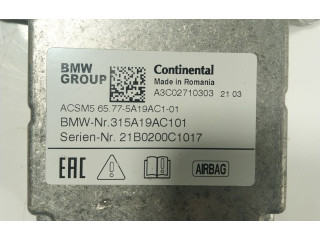 BMW
GROUP
Continental
Made in Romania
A3C02710303 21 03
ACSM5 65.77-5A19AC1-01
BMW-Nr.315A19AC101
Serien-Nr. 21B0200C1017
EAC
AIRBAG